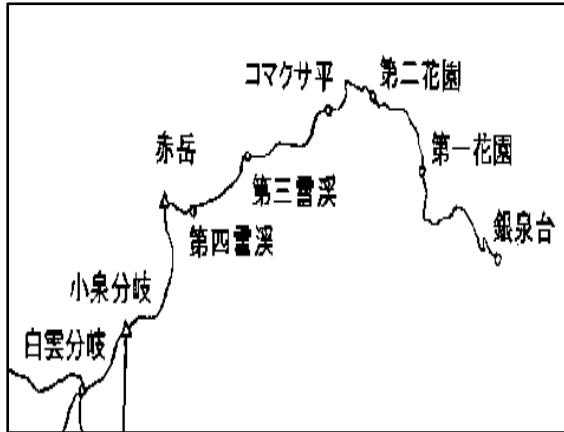 コマクサ平
第二花園
赤岳
第一花園
第三雪渓
第四雪渓
銀泉台
小泉分岐
白雲分岐